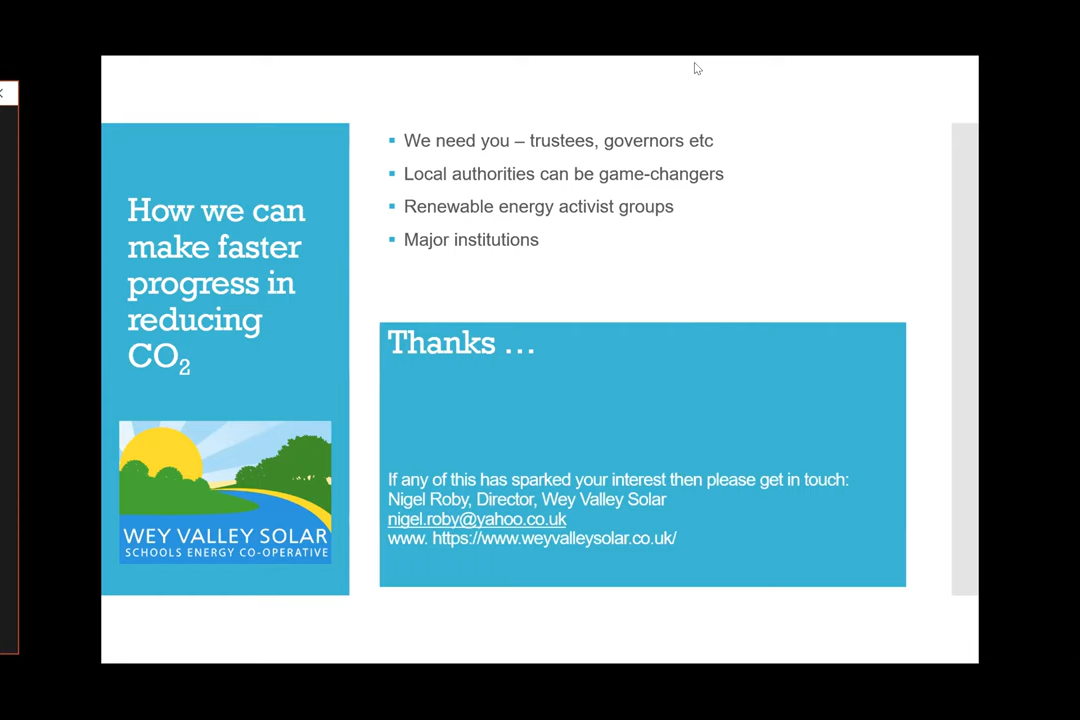 How we can
make faster
progress in
reducing
CO₂
WEY VALLEY SOLAR
SCHOOLS ENERGY CO-OPERATIVE
We need you – trustees, governors etc
Local authorities can be game-changers
Renewable energy activist groups
Major institutions
Thanks …
If any of this has sparked your interest then please get in touch:
Nigel Roby, Director, Wey Valley Solar
nigel.roby@yahoo.co.uk
www. https://www.weyvalleysolar.co.uk/